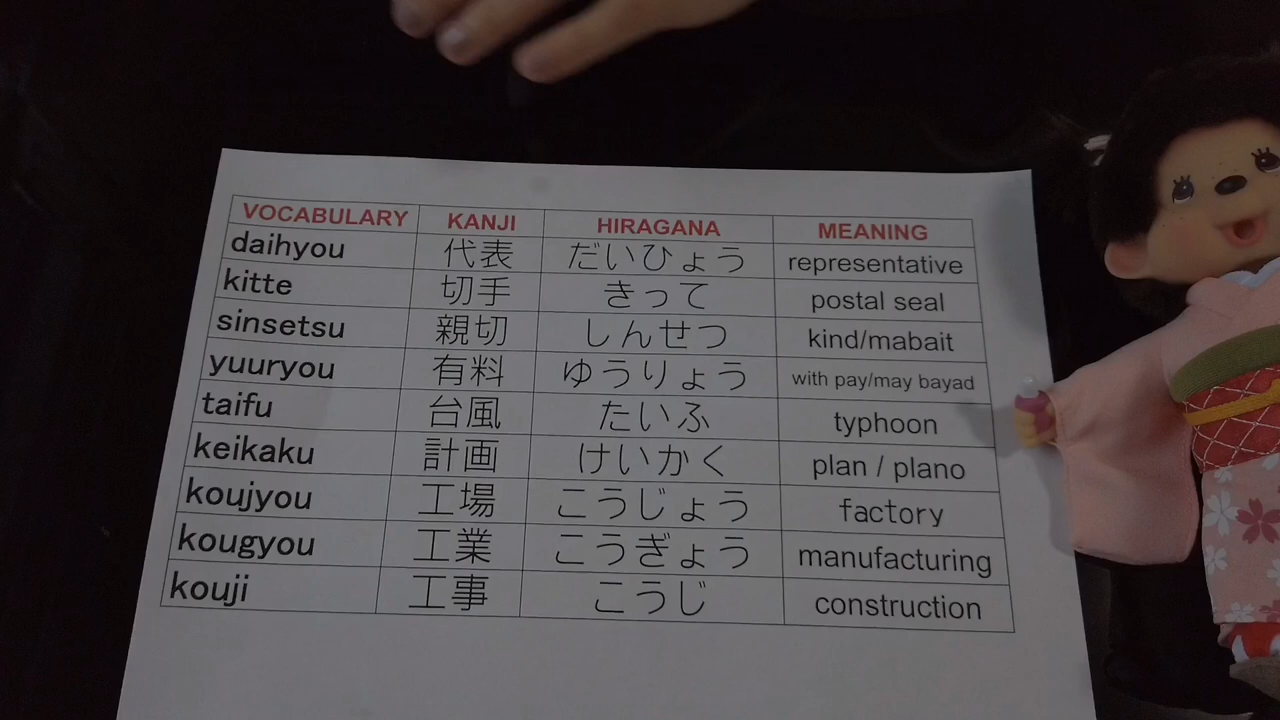 VOCABULARY KANJI HIRAGANA MEANING
daihyou 代表 だいひょう representative
kitte 切手 きって postal seal
sinsetsu 親切 しんせつ kind/mabait
yuuryou 有料 ゆうりょう with pay/may bayad
taifu 台風 たいふ typhoon
keikaku 計画 けいかく plan / plano
koujyou 工場 こうじょう factory
kougyou 工業 こうぎょう manufacturing
kouji 工事 こうじ construction